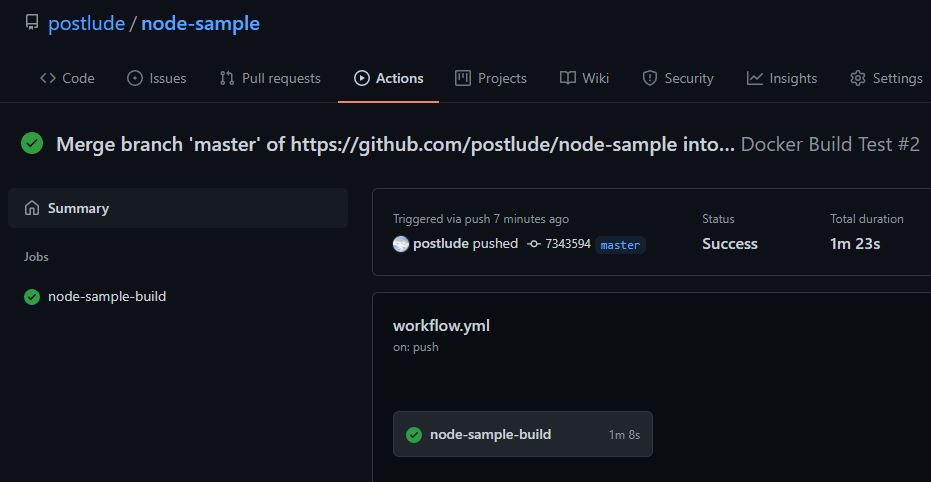 postlude / node-sample
Code Issues Pull requests Actions Projects Wiki Security Insights Settings
Merge branch 'master' of https://github.com/postlude/node-sample into... Docker Build Test #2
Summary
Jobs
node-sample-build
Triggered via push 7 minutes ago
postlude pushed 7343594 master
Status
Success
Total duration
1m 23s
workflow.yml
on: push
node-sample-build 1m 8s